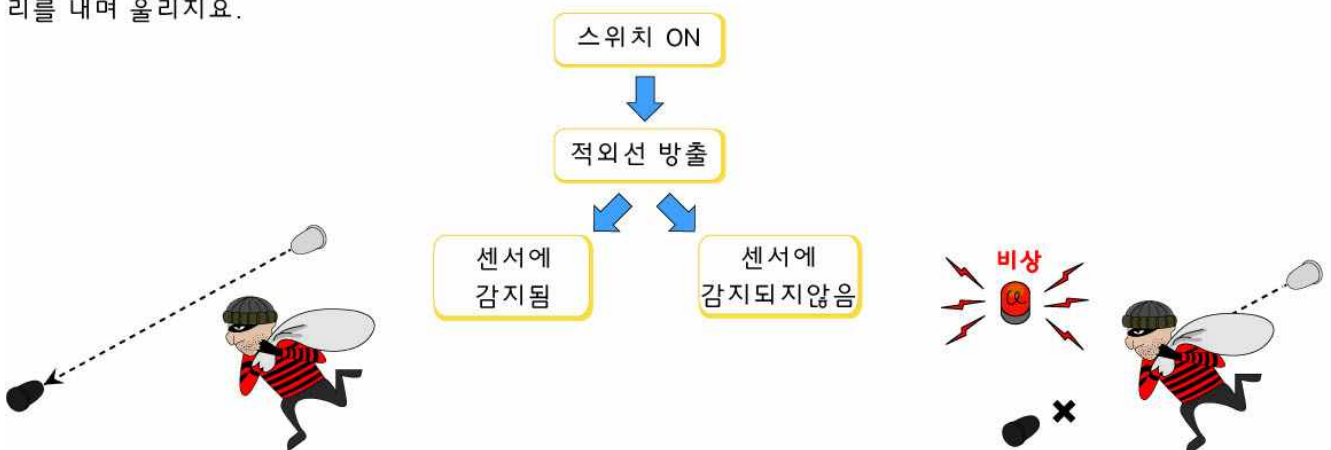 리를 내며 울리지요.
스위치 ON
적외선 방출
센서에
감지됨
센서에
감지되지않음
비상